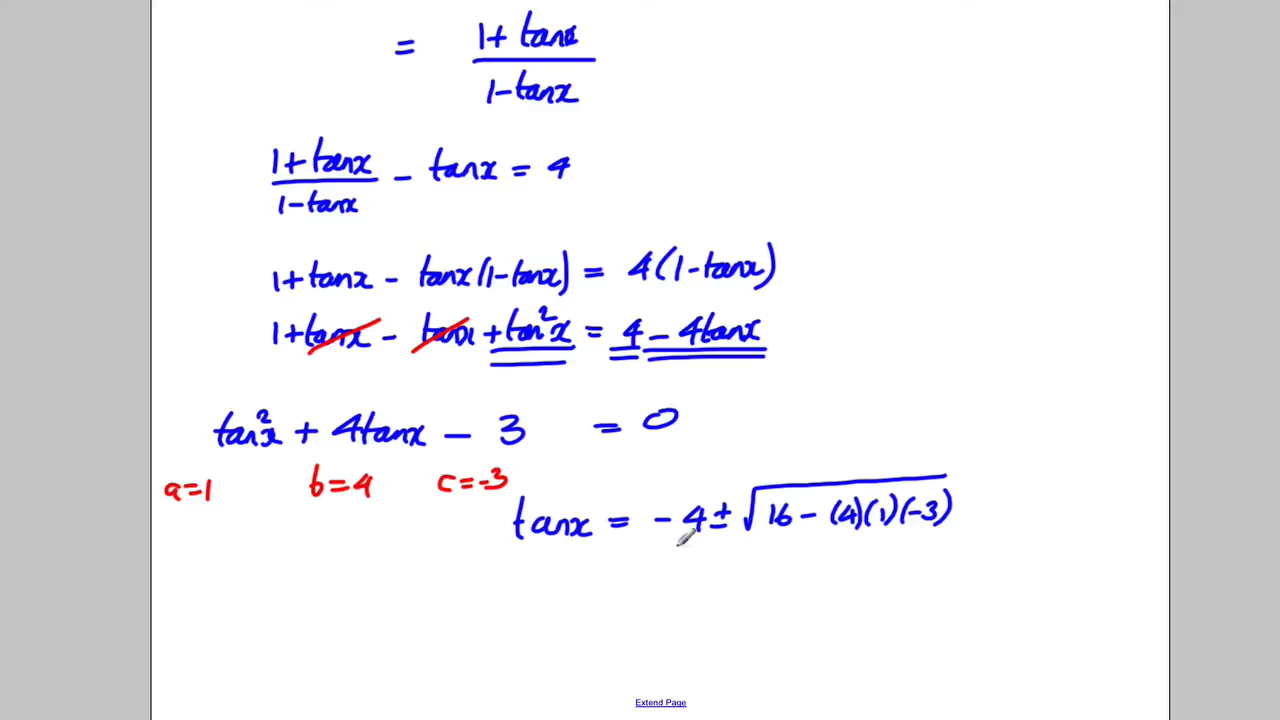 = 1+tanx / 1-tanx
1+tanx / 1-tanx - tanx = 4
1+tanx - tanx(1-tanx) = 4(1-tanx)
1+tanx - tanx +tan²x = 4 - 4tanx
tan²x + 4tanx - 3 = 0
a=1 b=4 c=-3
tanx = -4 ± √16 - (4)(1)(-3)
Extend Page